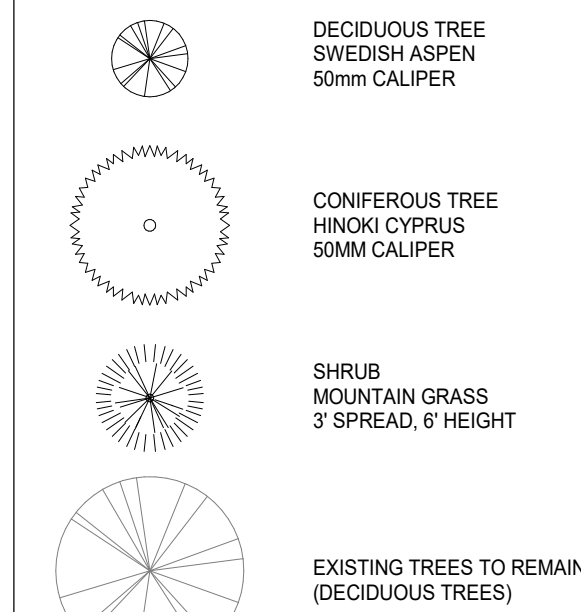 DECIDUOUS TREE
SWEDISH ASPEN
50mm CALIPER
CONIFEROUS TREE
HINOKI CYPRUS
50MM CALIPER
SHRUB
MOUNTAIN GRASS
3' SPREAD, 6' HEIGHT
EXISTING TREES TO REMAIN
(DECIDUOUS TREES)